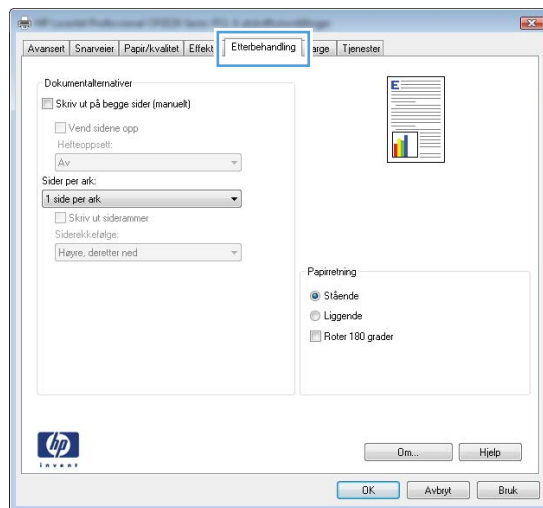 Avansert Snarveier Papir/kvalitet Effekt Etterbehandling arge Tjenester
Dokumentalternativer
Skriv ut på begge sider (manuelt)
Vend sidene opp
Hefteoppsett:
Av
Sider per ark:
1 side per ark
Skriv ut siderammer
Siderekkefølge:
Høyre, deretter ned
E
Papirretning
Stående
Liggende
Roter 180 grader
hp
invent
Om... Hjelp
OK Avbryt Bruk